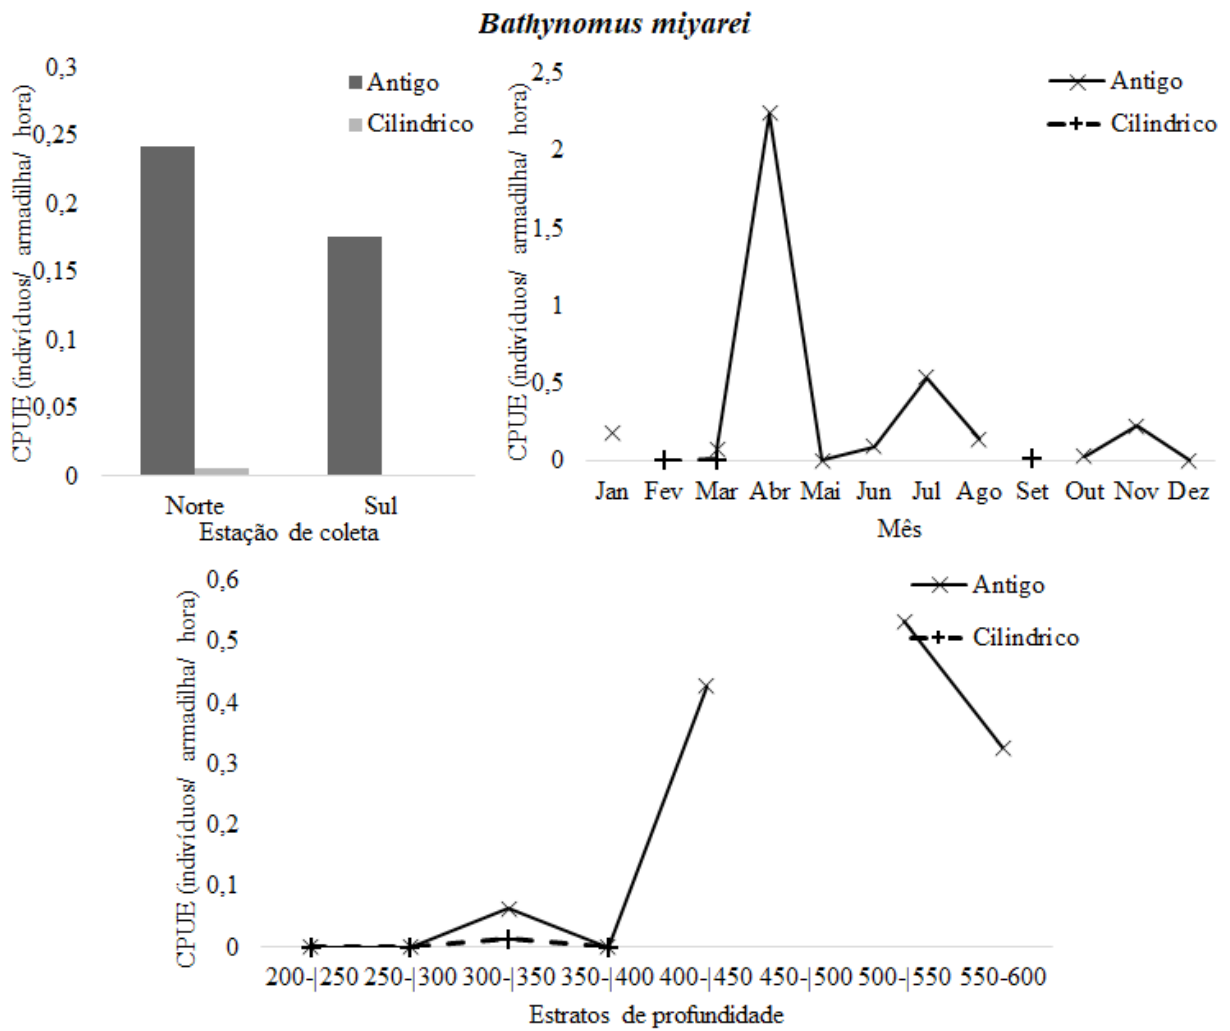 Bathynomus miyarei
CPUE (indivíduos/ armadilha/ hora)
0,3
0,25
0,2
0,15
0,1
0,05
0
Antigo
Cilindrico
Norte Sul
Estação de coleta
CPUE (indivíduos/ armadilha/ hora)
2,5
2
1,5
1
0,5
0
Antigo
Cilindrico
Jan Fev Mar Abr Mai Jun Jul Ago Set Out Nov Dez
Mês
CPUE (indivíduos/ armadilha/ hora)
0,6
0,5
0,4
0,3
0,2
0,1
0
Antigo
Cilindrico
200-|250 250-|300 300-|350 350-|400 400-|450 450-|500 500-|550 550-|600
Estratos de profundidade